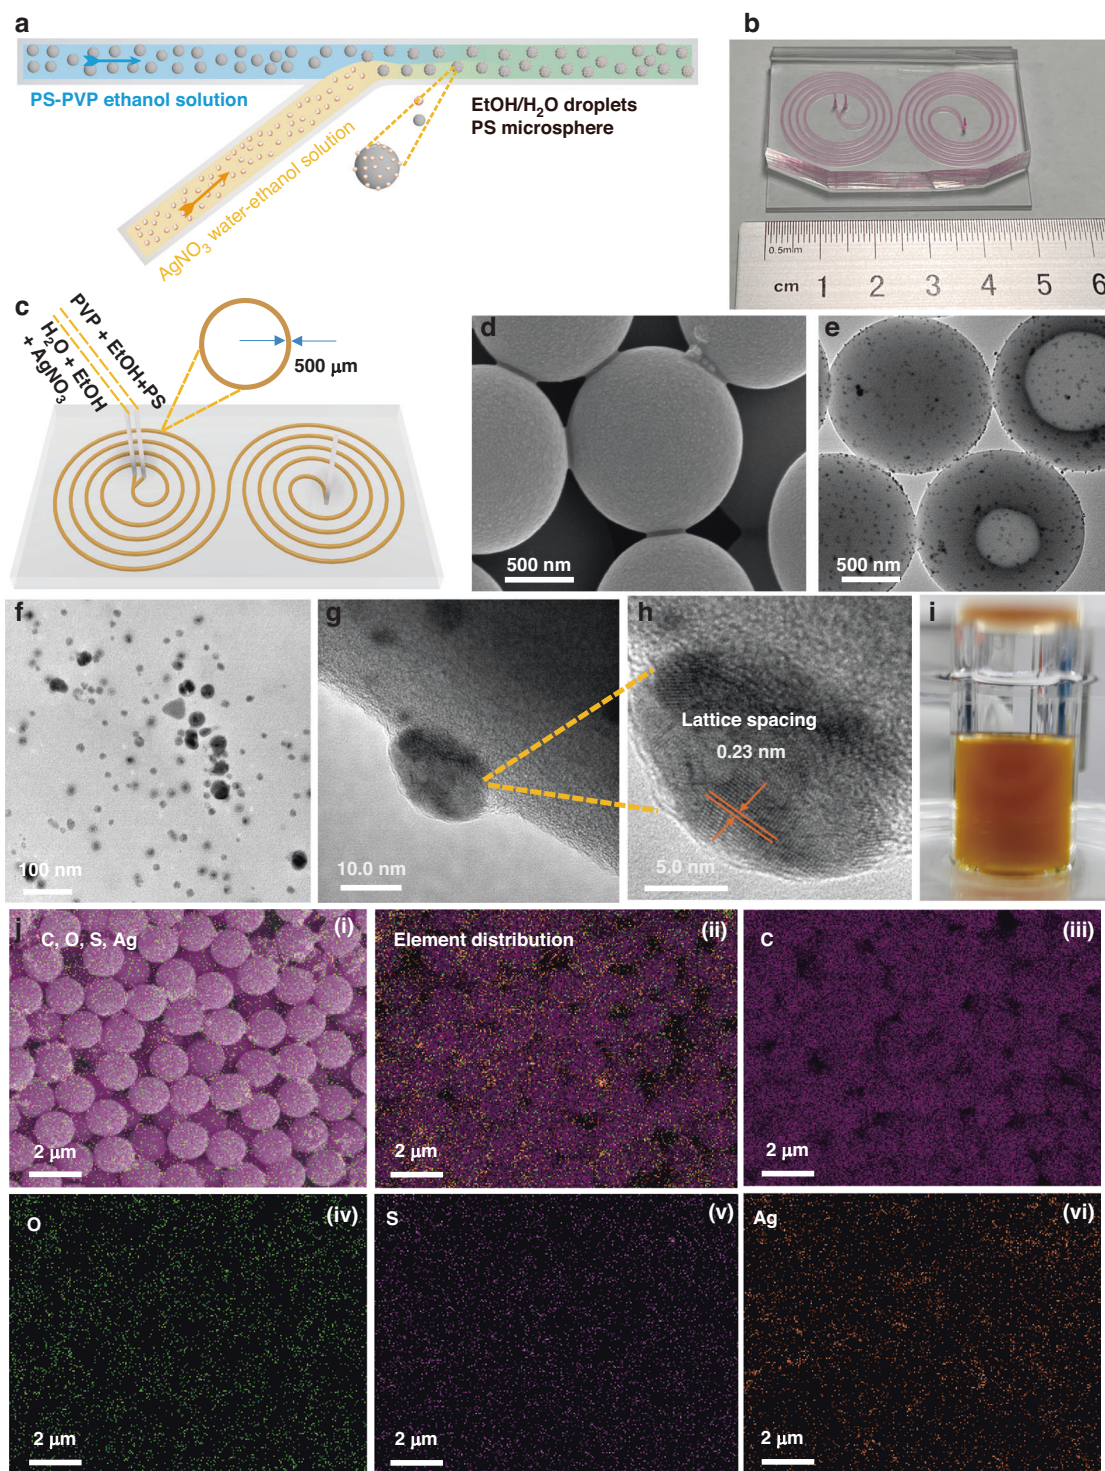 a
PS-PVP ethanol solution
AgNO₃ water-ethanol solution
EtOH/H₂O droplets
PS microsphere
b
0.5mm
cm 1 2 3 4 5 6
c
PVP + EtOH+PS
H₂O + EtOH
+ AgNO₃
500 μm
d
500 nm
e
500 nm
f
100 nm
g
10.0 nm
h
Lattice spacing
0.23 nm
5.0 nm
i
j
C, O, S, Ag
(i)
2 μm
Element distribution
(ii)
2 μm
C
(iii)
2 μm
O
(iv)
2 μm
S
(v)
2 μm
Ag
(vi)
2 μm